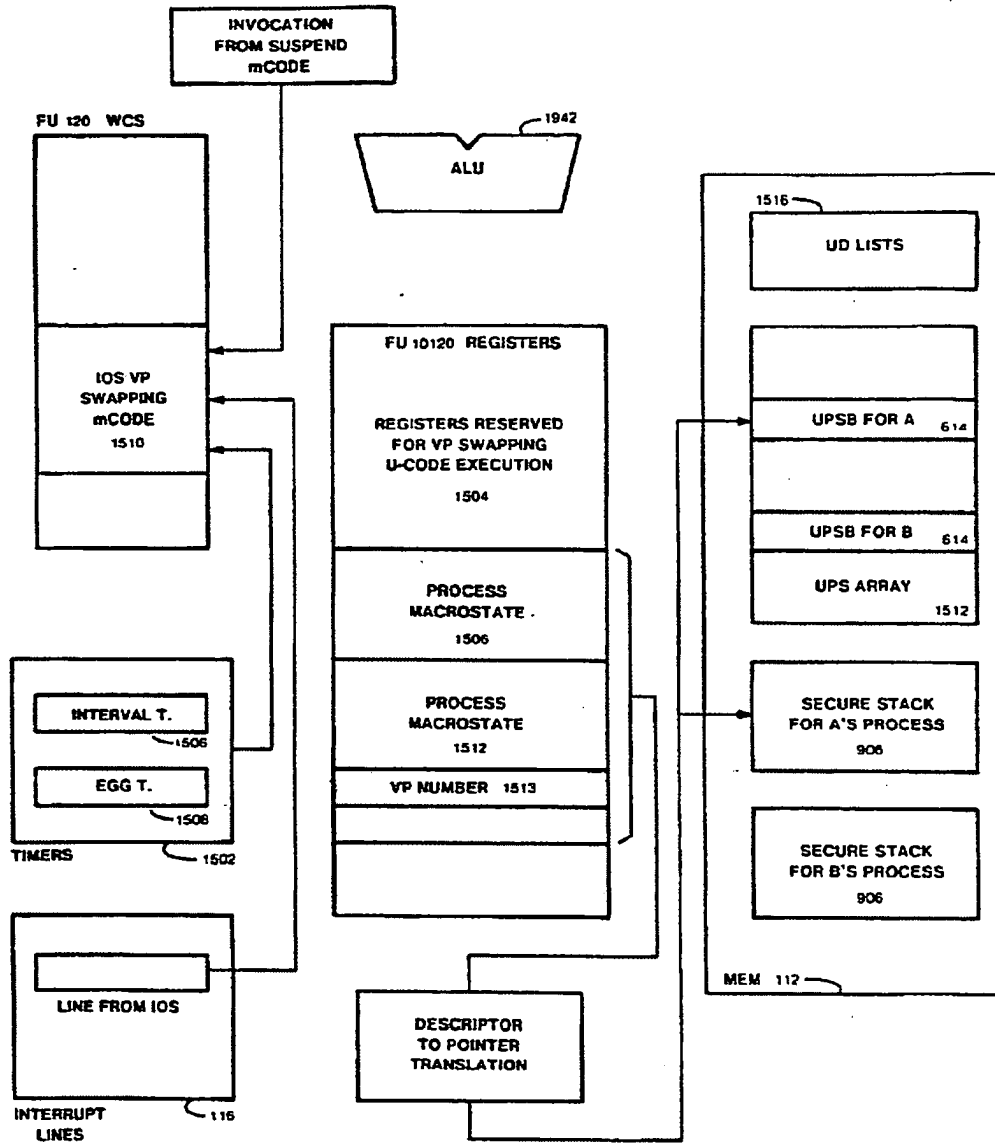 INVOCATION
FROM SUSPEND
mCODE
FU 120 WCS
1942
ALU
IOS VP
SWAPPING
mCODE
1510
FU 10120 REGISTERS
REGISTERS RESERVED
FOR VP SWAPPING
U-CODE EXECUTION
1504
PROCESS
MACROSTATE
1506
PROCESS
MACROSTATE
1512
VP NUMBER 1513
INTERVAL T.
1506
EGG T.
1508
TIMERS
1502
LINE FROM IOS
INTERRUPT
LINES
116
DESCRIPTOR
TO POINTER
TRANSLATION
1516
UD LISTS
UPSB FOR A 614
UPSB FOR B 614
UPS ARRAY
1512
SECURE STACK
FOR A'S PROCESS
906
SECURE STACK
FOR B'S PROCESS
906
MEM 112